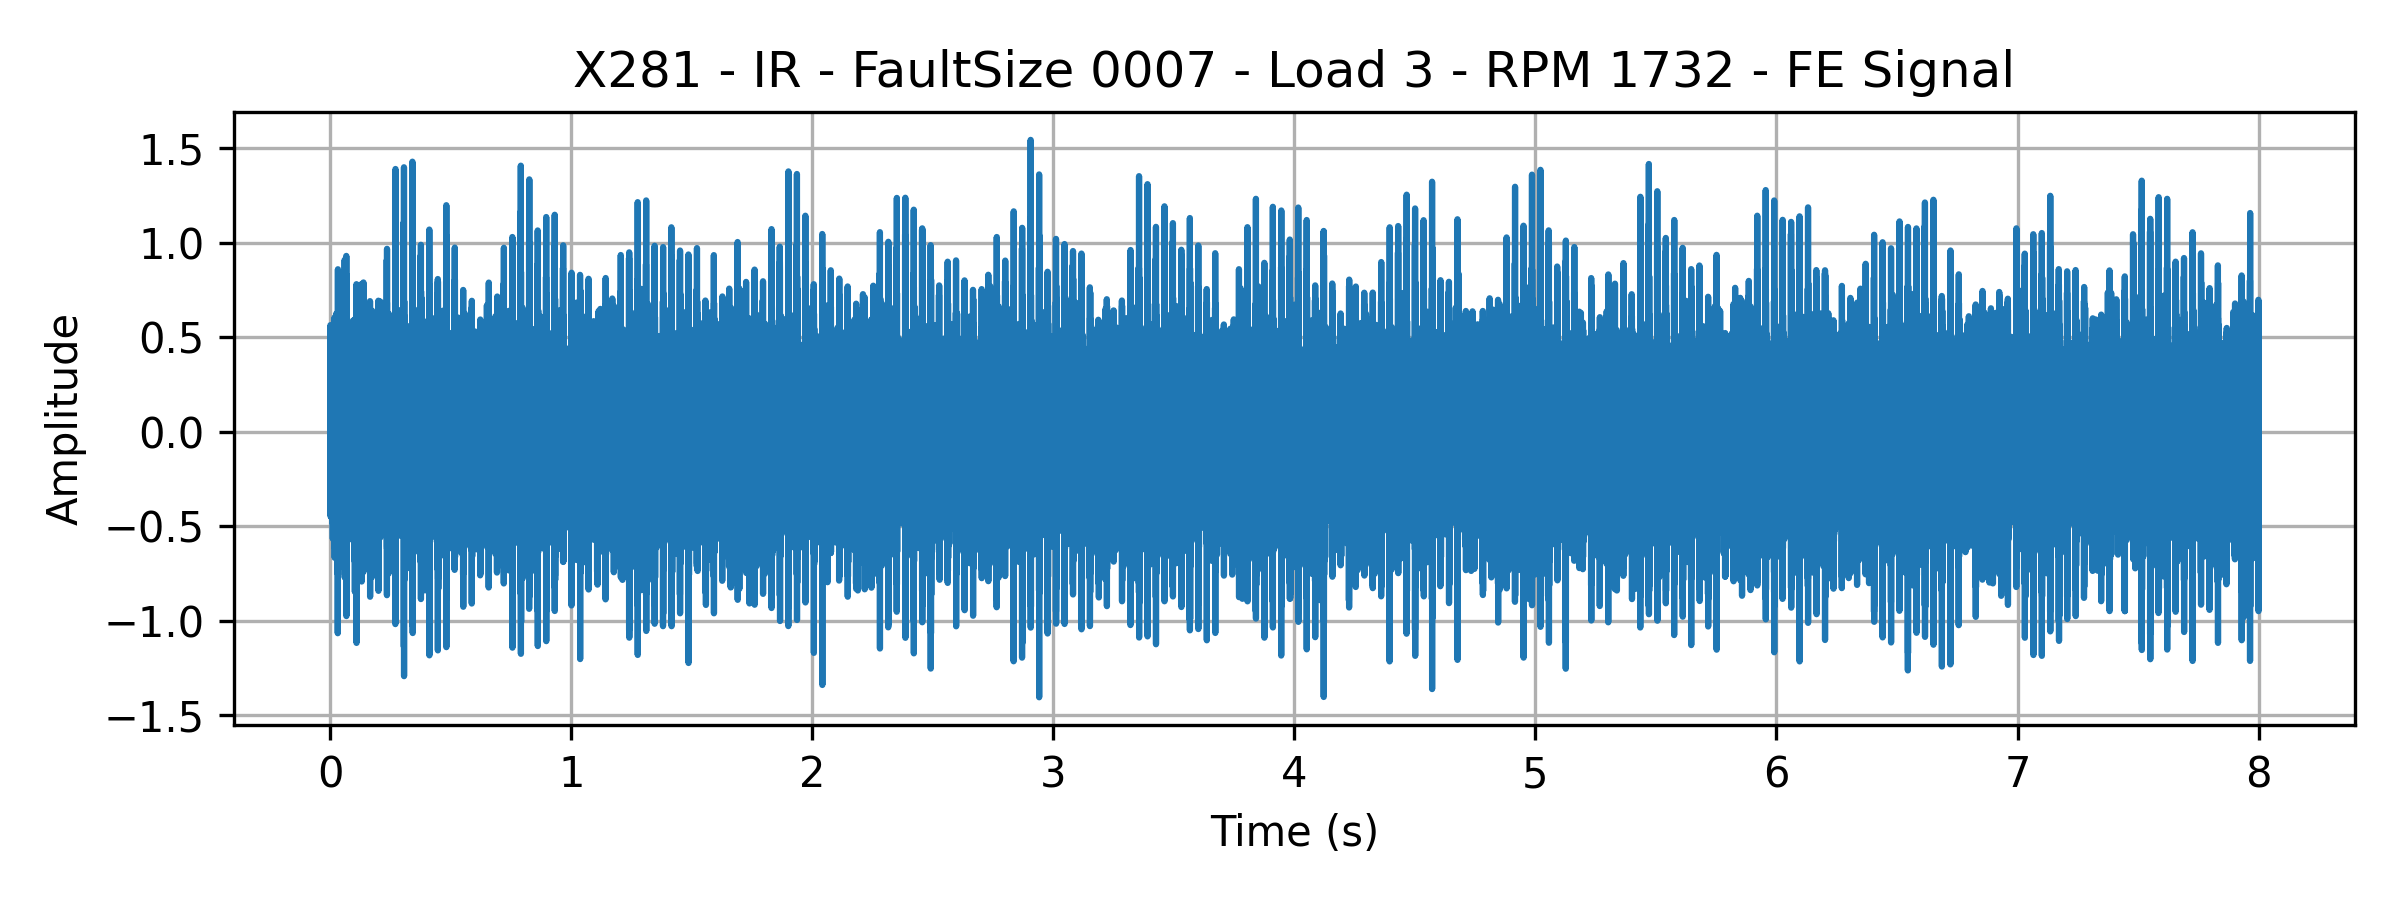 X281 - IR - FaultSize 0007 - Load 3 - RPM 1732 - FE Signal
1.5
1.0
0.5
0.0
−0.5
−1.0
−1.5
Amplitude
0 1 2 3 4 5 6 7 8
Time (s)